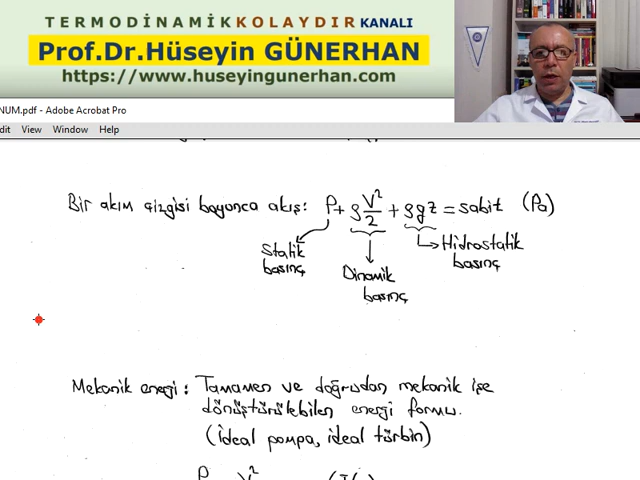 TERMODİNAMİKKOLAYDIR KANALI
Prof.Dr.Hüseyin GÜNERHAN
https://www.huseyingunerhan.com
NUM.pdf - Adobe Acrobat Pro
dit View Window Help
Bir akım çizgisi boyunca akış: P + ρ V²/2 + ρgz = sabit (Pa)
Statik basınç
Dinamik basınç
Hidrostatik basınç
Mekanik enerji: Tamamen ve doğrudan mekanik işe
dönüştürülebilen enerji formu.
(İdeal pompa, ideal türbin)